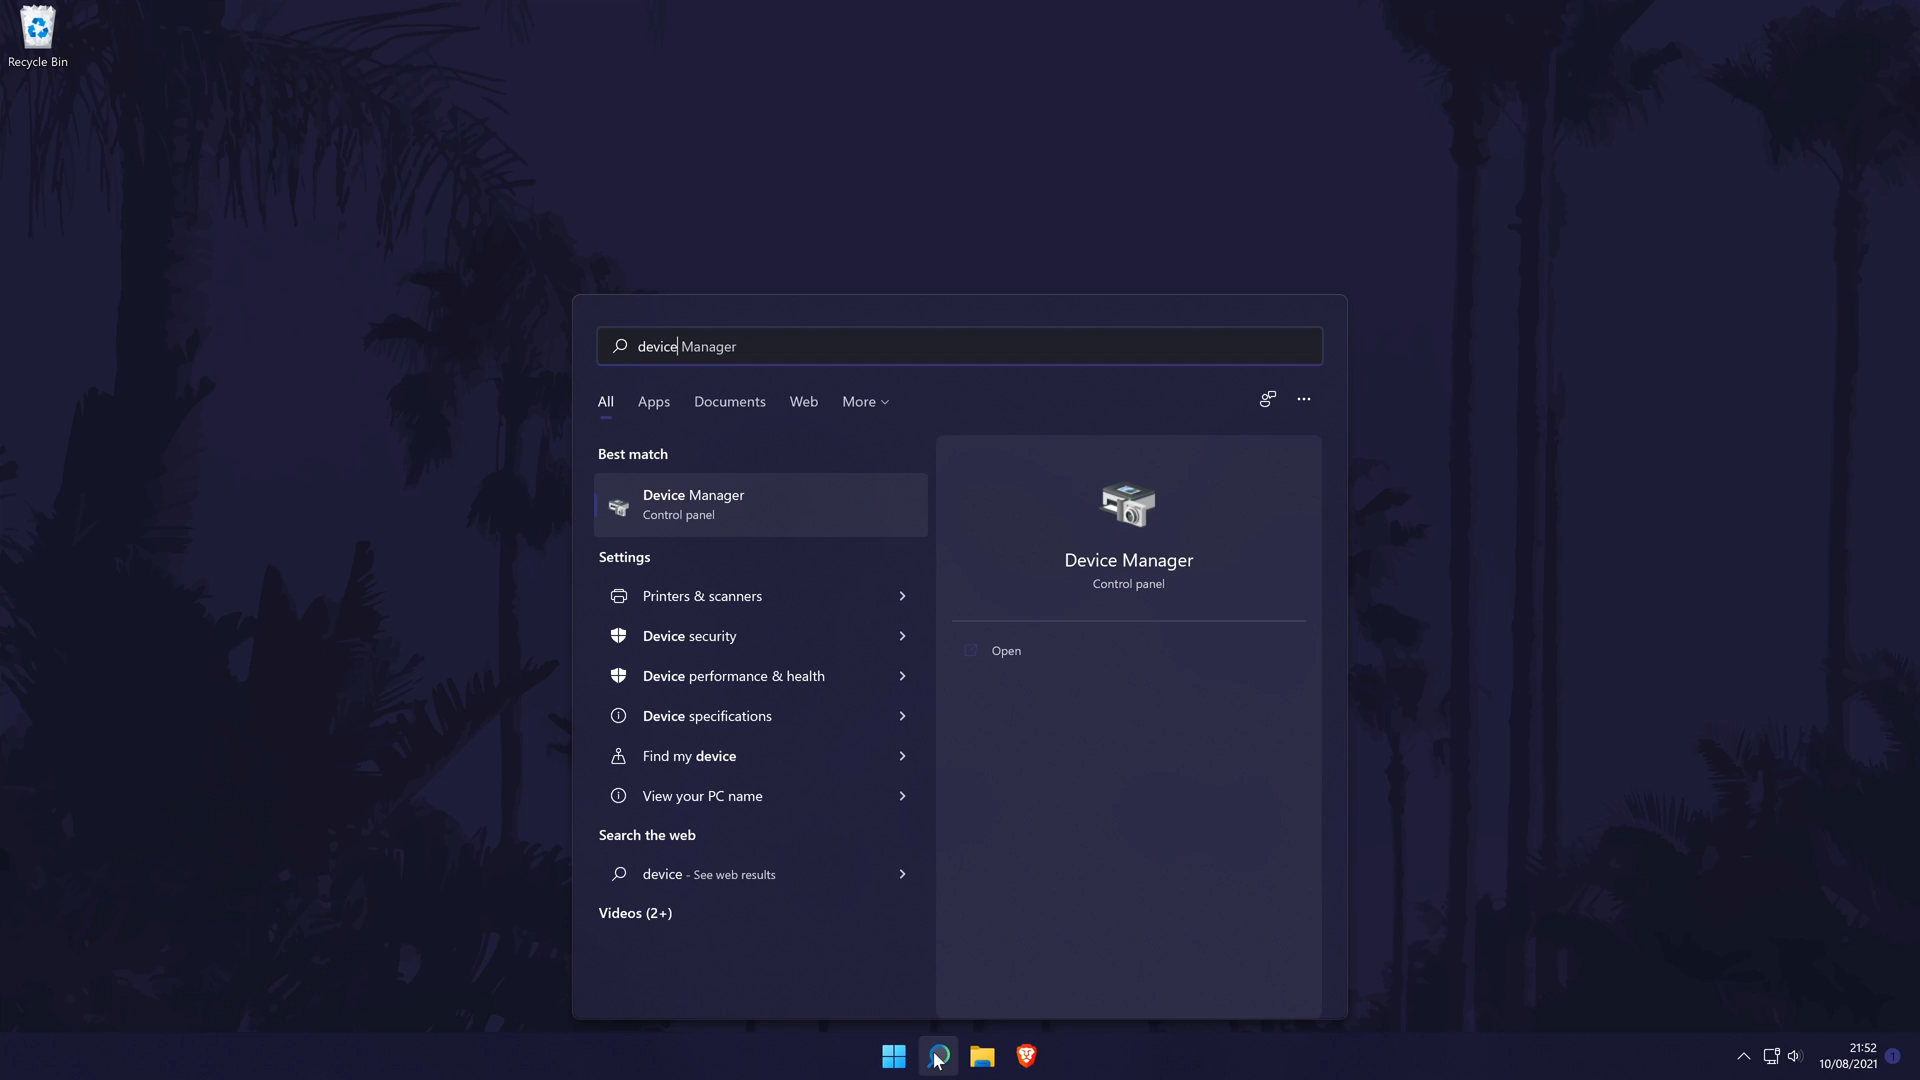 Recycle Bin
device Manager
All Apps Documents Web More
Best match
Device Manager
Control panel
Settings
Printers & scanners
Device security
Device performance & health
Device specifications
Find my device
View your PC name
Search the web
device - See web results
Videos (2+)
Device Manager
Control panel
Open
21:52
10/08/2021
1